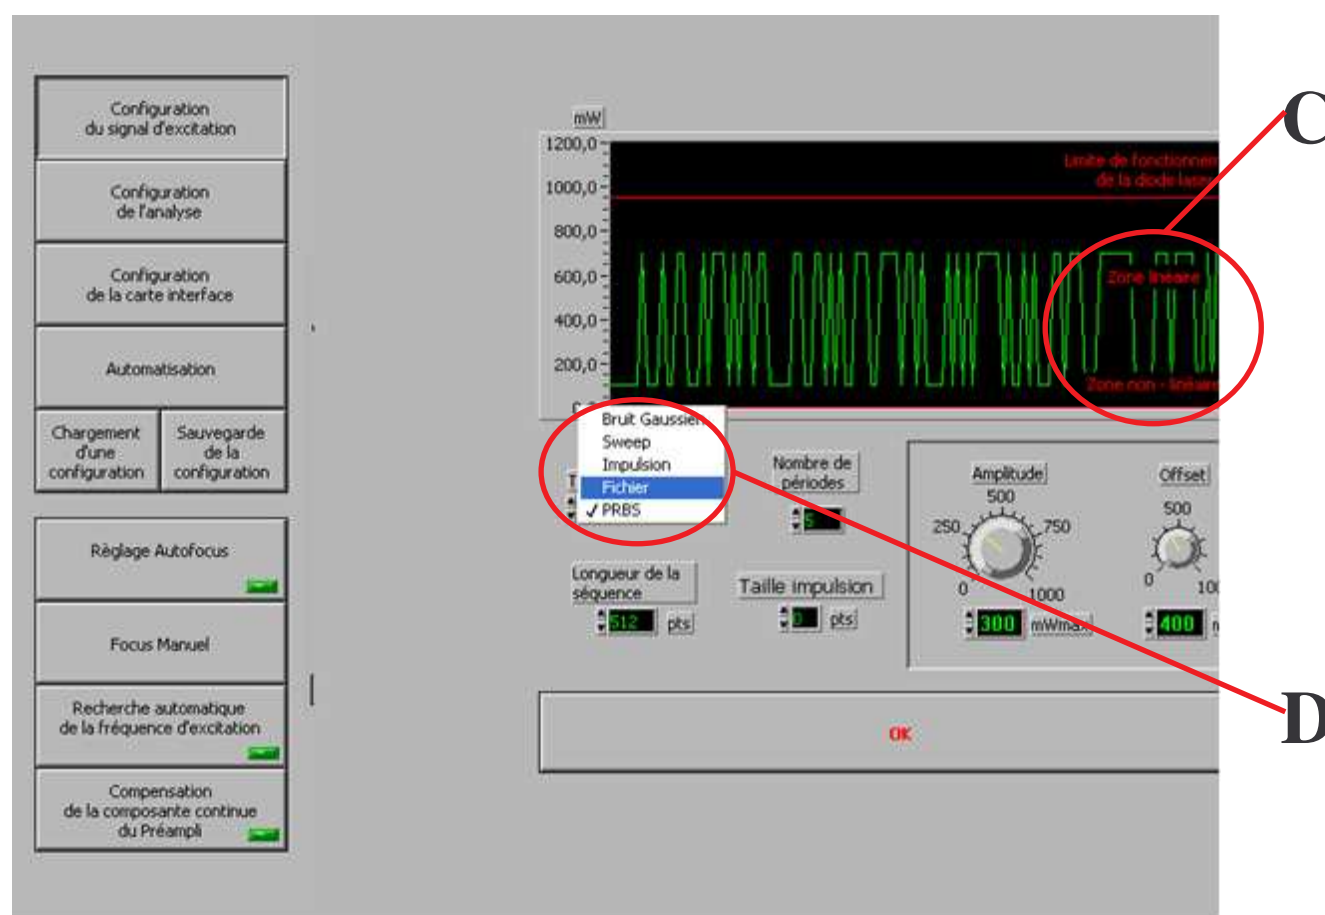 Configuration
du signal d'excitation
Configuration
de l'analyse
Configuration
de la carte interface
Automatisation
Chargement
d'une
configuration
Sauvegarde
de la
configuration
Règlage Autofocus
Focus Manuel
Recherche automatique
de la fréquence d'excitation
Compensation
de la composante continue
du Préampli
mW
1200,0
1000,0
800,0
600,0
400,0
200,0
Limite de fonctionnem
de la diode laser
Zone linéaire
Zone non - linéaire
C
Bruit Gaussien
Sweep
Impulsion
Fichier
✓ PRBS
Nombre de
périodes
5
Longueur de la
séquence
512 pts
Taille impulsion
0 pts
Amplitude
0
250
500
750
1000
300 mWmax
Offset
0
500
400
OK
D